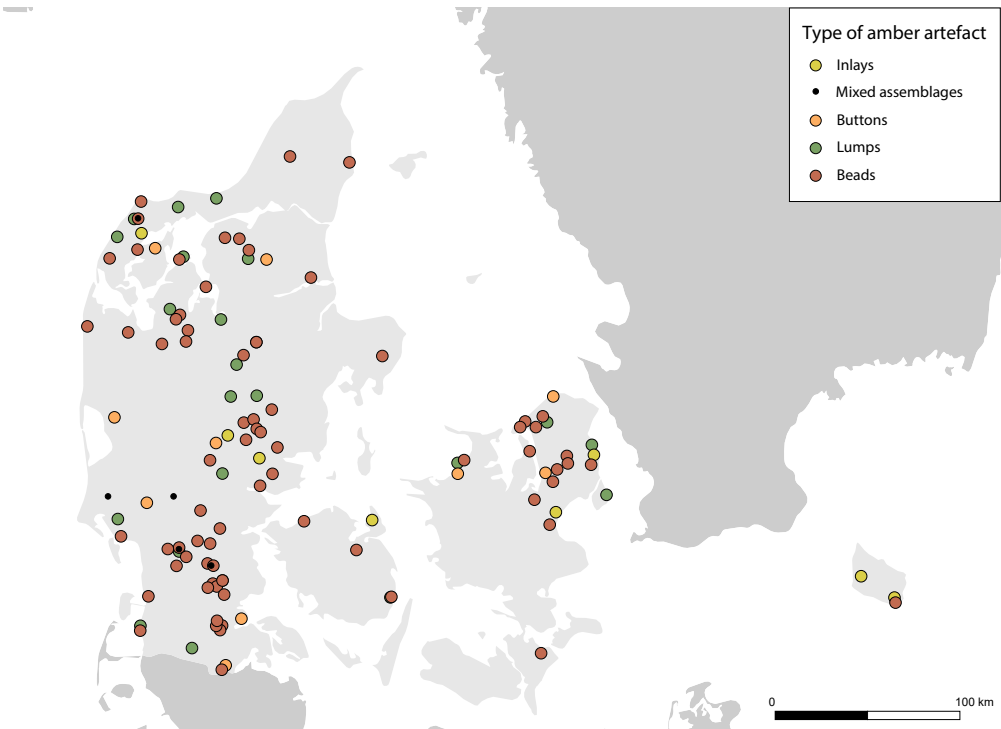 Type of amber artefact
Inlays
Mixed assemblages
Buttons
Lumps
Beads
0 100 km